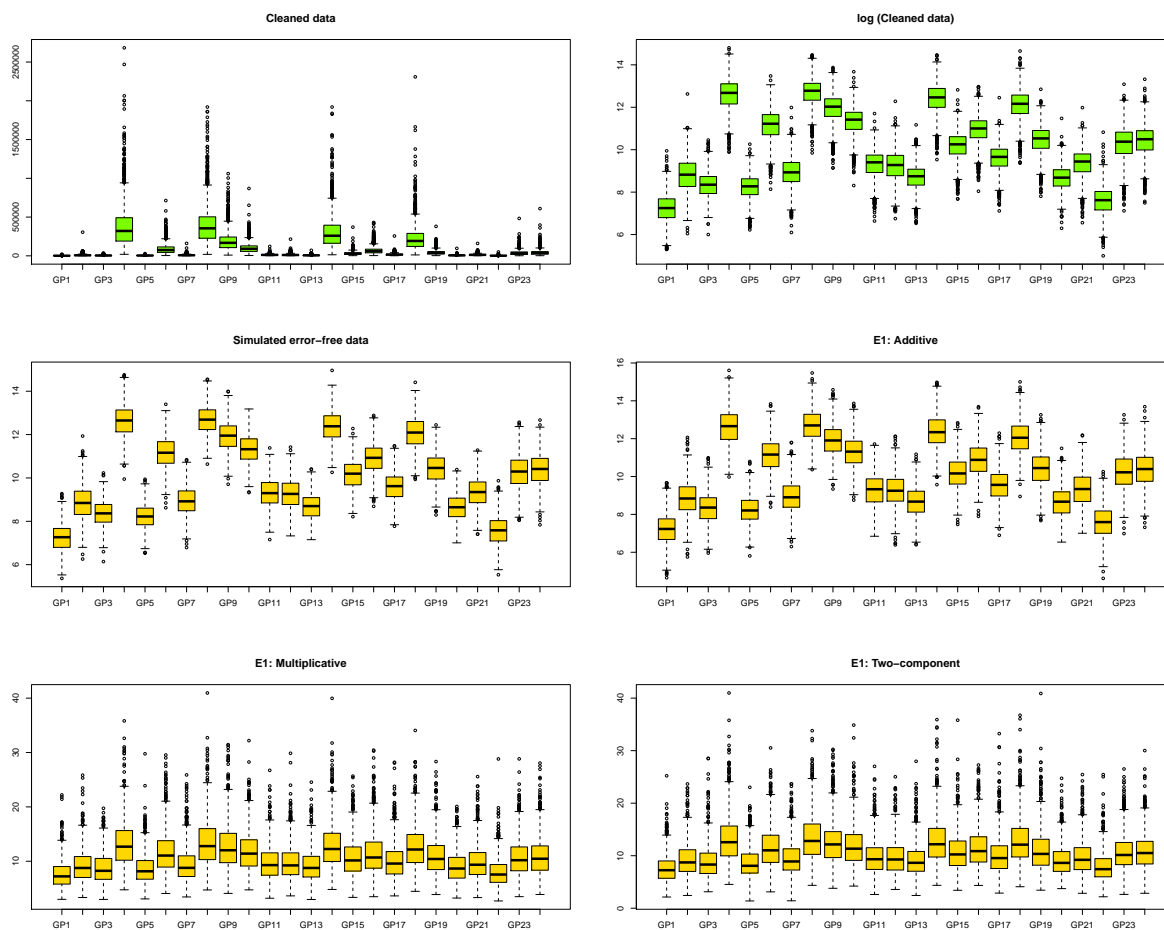 Cleaned data
0 500000 1500000 2500000
GP1 GP3 GP5 GP7 GP9 GP11 GP13 GP15 GP17 GP19 GP21 GP23
log (Cleaned data)
6 8 10 12 14
GP1 GP3 GP5 GP7 GP9 GP11 GP13 GP15 GP17 GP19 GP21 GP23
Simulated error−free data
6 8 10 12 14
GP1 GP3 GP5 GP7 GP9 GP11 GP13 GP15 GP17 GP19 GP21 GP23
E1: Additive
6 8 10 12 14 16
GP1 GP3 GP5 GP7 GP9 GP11 GP13 GP15 GP17 GP19 GP21 GP23
E1: Multiplicative
10 20 30 40
GP1 GP3 GP5 GP7 GP9 GP11 GP13 GP15 GP17 GP19 GP21 GP23
E1: Two−component
0 10 20 30 40
GP1 GP3 GP5 GP7 GP9 GP11 GP13 GP15 GP17 GP19 GP21 GP23